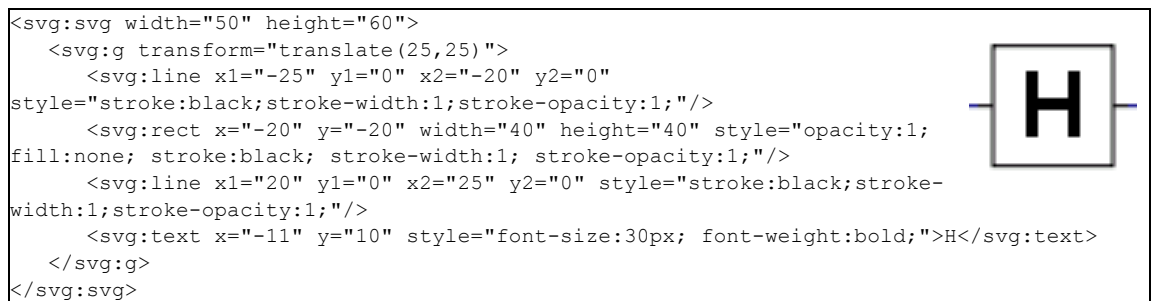 <svg:svg width="50" height="60">
<svg:g transform="translate(25,25)">
<svg:line x1="-25" y1="0" x2="-20" y2="0"
style="stroke:black;stroke-width:1;stroke-opacity:1;"/>
<svg:rect x="-20" y="-20" width="40" height="40" style="opacity:1;
fill:none; stroke:black; stroke-width:1; stroke-opacity:1;"/>
<svg:line x1="20" y1="0" x2="25" y2="0" style="stroke:black;stroke-
width:1;stroke-opacity:1;"/>
<svg:text x="-11" y="10" style="font-size:30px; font-weight:bold;">H</svg:text>
</svg:g>
</svg:svg>
H